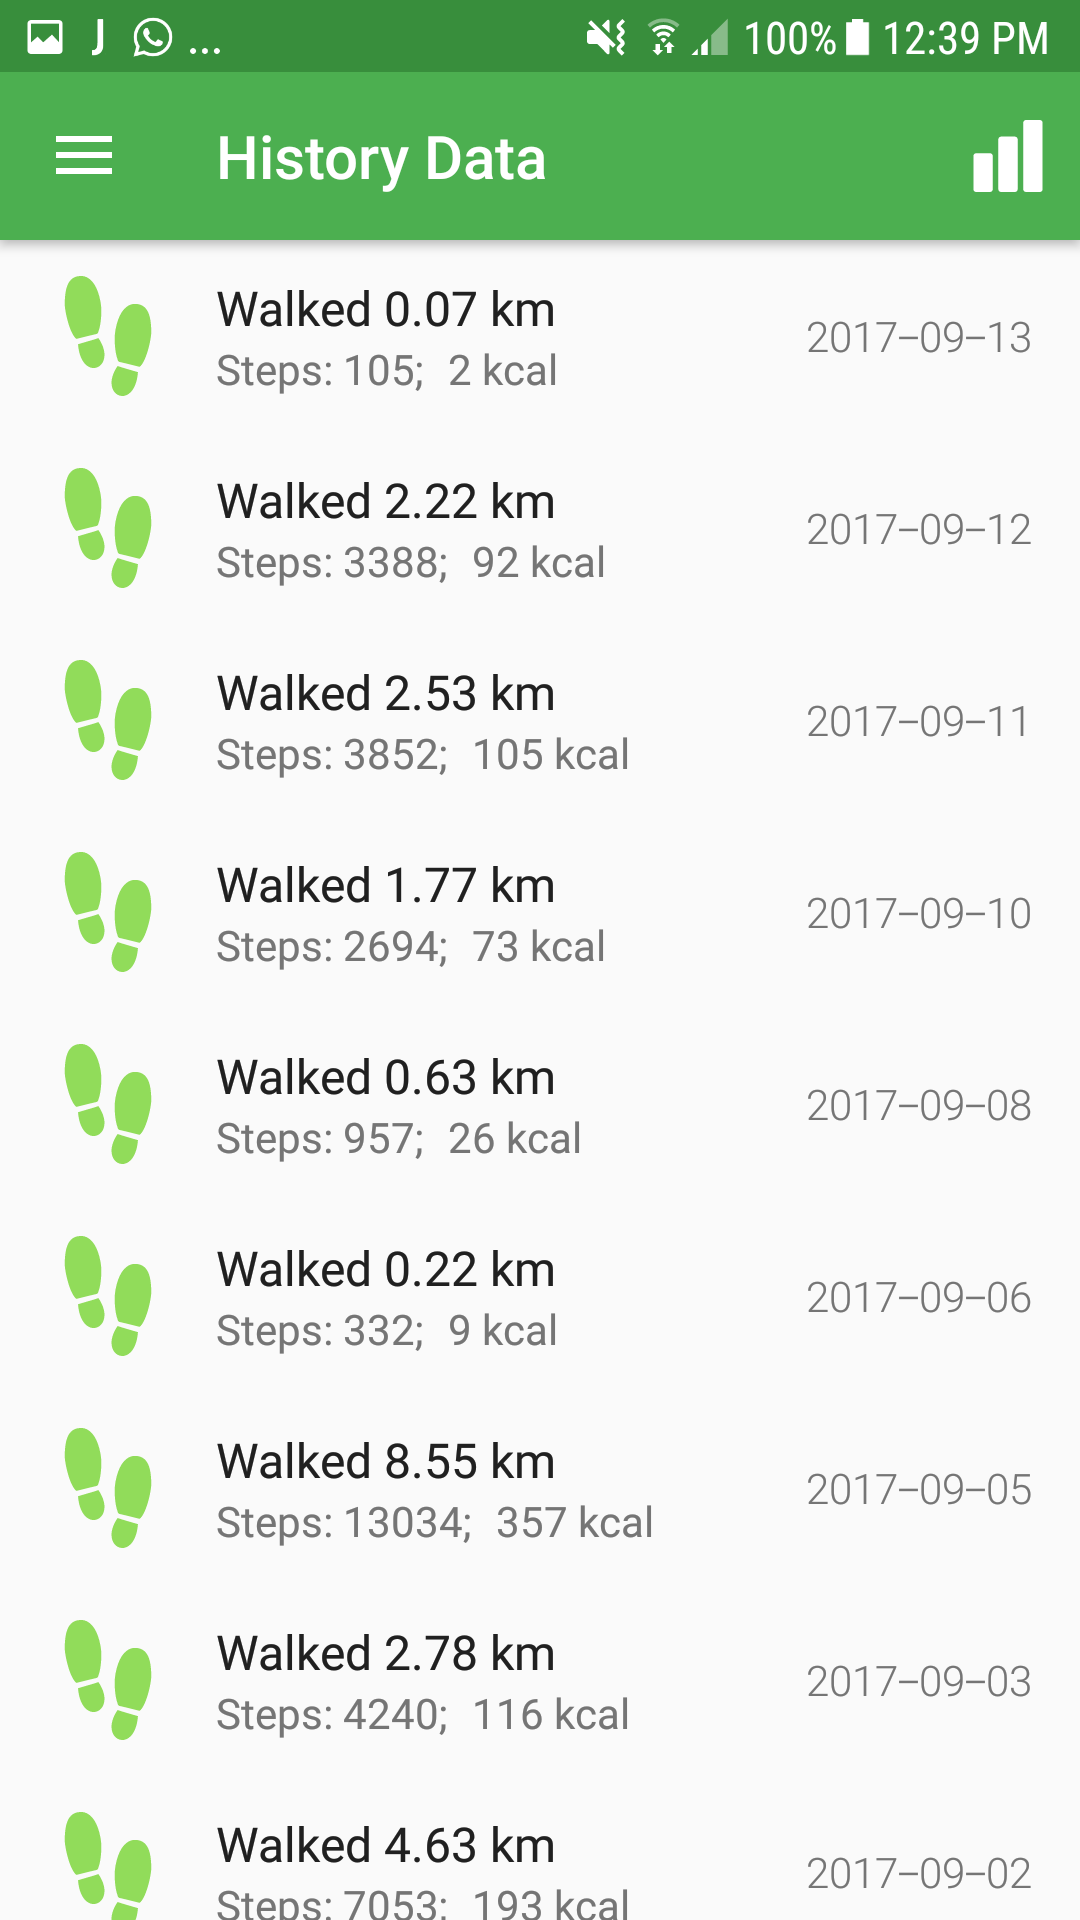 J ... 100% 12:39 PM
History Data
Walked 0.07 km
Steps: 105; 2 kcal
2017-09-13
Walked 2.22 km
Steps: 3388; 92 kcal
2017-09-12
Walked 2.53 km
Steps: 3852; 105 kcal
2017-09-11
Walked 1.77 km
Steps: 2694; 73 kcal
2017-09-10
Walked 0.63 km
Steps: 957; 26 kcal
2017-09-08
Walked 0.22 km
Steps: 332; 9 kcal
2017-09-06
Walked 8.55 km
Steps: 13034; 357 kcal
2017-09-05
Walked 2.78 km
Steps: 4240; 116 kcal
2017-09-03
Walked 4.63 km
Steps: 7053; 193 kcal
2017-09-02